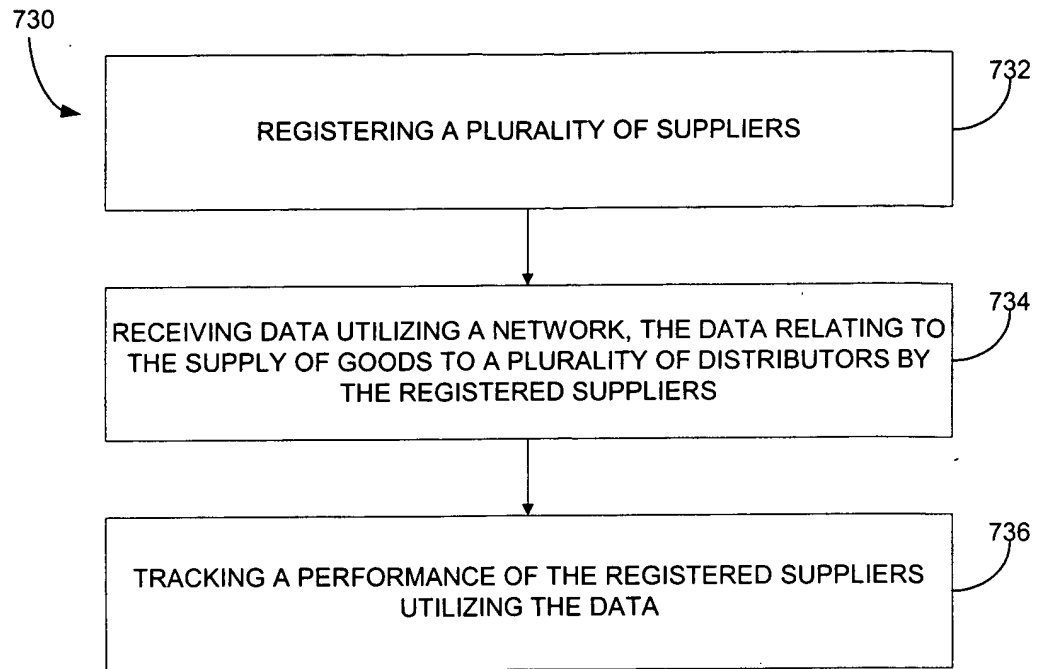 730
732
REGISTERING A PLURALITY OF SUPPLIERS
734
RECEIVING DATA UTILIZING A NETWORK, THE DATA RELATING TO
THE SUPPLY OF GOODS TO A PLURALITY OF DISTRIBUTORS BY
THE REGISTERED SUPPLIERS
736
TRACKING A PERFORMANCE OF THE REGISTERED SUPPLIERS
UTILIZING THE DATA